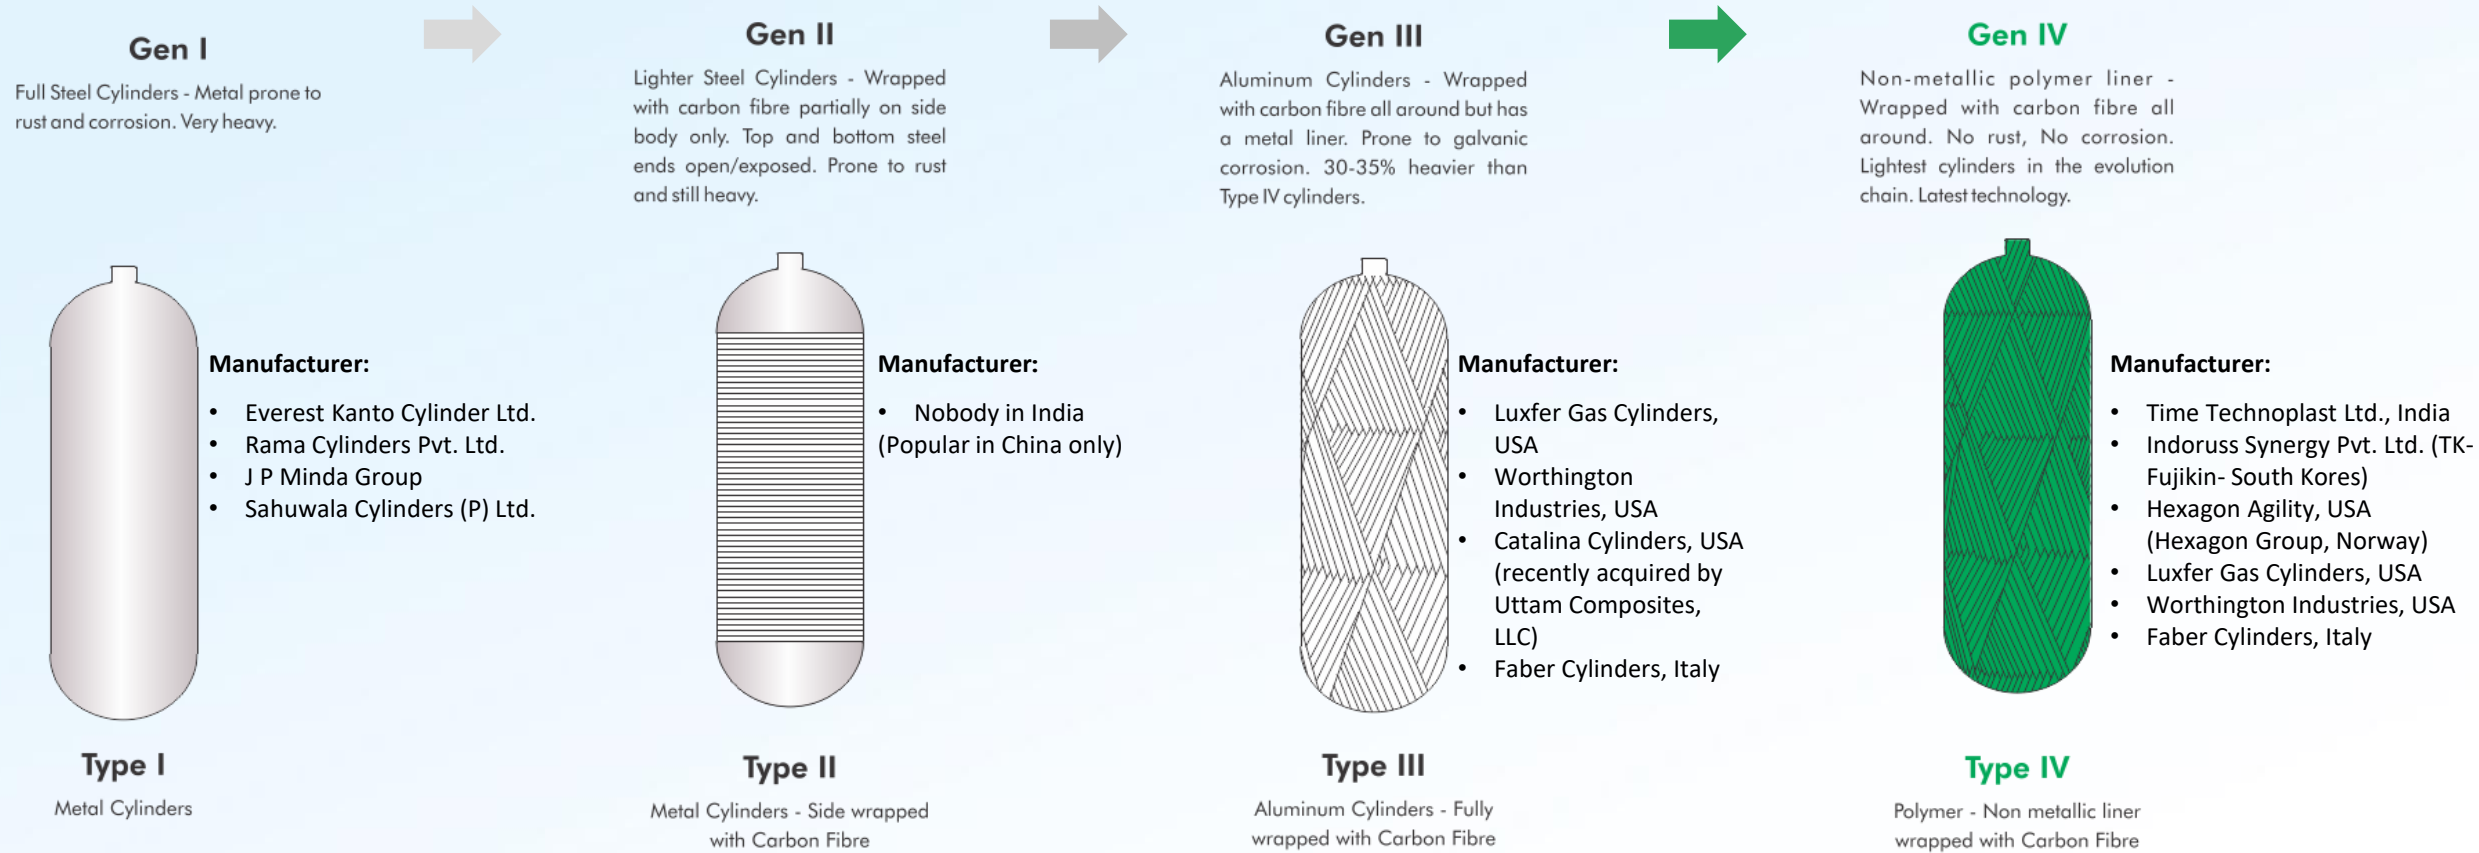 Gen I
Full Steel Cylinders - Metal prone to
rust and corrosion. Very heavy.
Manufacturer:
• Everest Kanto Cylinder Ltd.
• Rama Cylinders Pvt. Ltd.
• J P Minda Group
• Sahuwala Cylinders (P) Ltd.
Type I
Metal Cylinders
Gen II
Lighter Steel Cylinders - Wrapped
with carbon fibre partially on side
body only. Top and bottom steel
ends open/exposed. Prone to rust
and still heavy.
Manufacturer:
• Nobody in India
(Popular in China only)
Type II
Metal Cylinders - Side wrapped
with Carbon Fibre
Gen III
Aluminum Cylinders - Wrapped
with carbon fibre all around but has
a metal liner. Prone to galvanic
corrosion. 30-35% heavier than
Type IV cylinders.
Manufacturer:
• Luxfer Gas Cylinders,
USA
• Worthington
Industries, USA
• Catalina Cylinders, USA
(recently acquired by
Uttam Composites,
LLC)
• Faber Cylinders, Italy
Type III
Aluminum Cylinders - Fully
wrapped with Carbon Fibre
Gen IV
Non-metallic polymer liner -
Wrapped with carbon fibre all
around. No rust, No corrosion.
Lightest cylinders in the evolution
chain. Latest technology.
Manufacturer:
• Time Technoplast Ltd., India
• Indoruss Synergy Pvt. Ltd. (TK-
Fujikin- South Kores)
• Hexagon Agility, USA
(Hexagon Group, Norway)
• Luxfer Gas Cylinders, USA
• Worthington Industries, USA
• Faber Cylinders, Italy
Type IV
Polymer - Non metallic liner
wrapped with Carbon Fibre